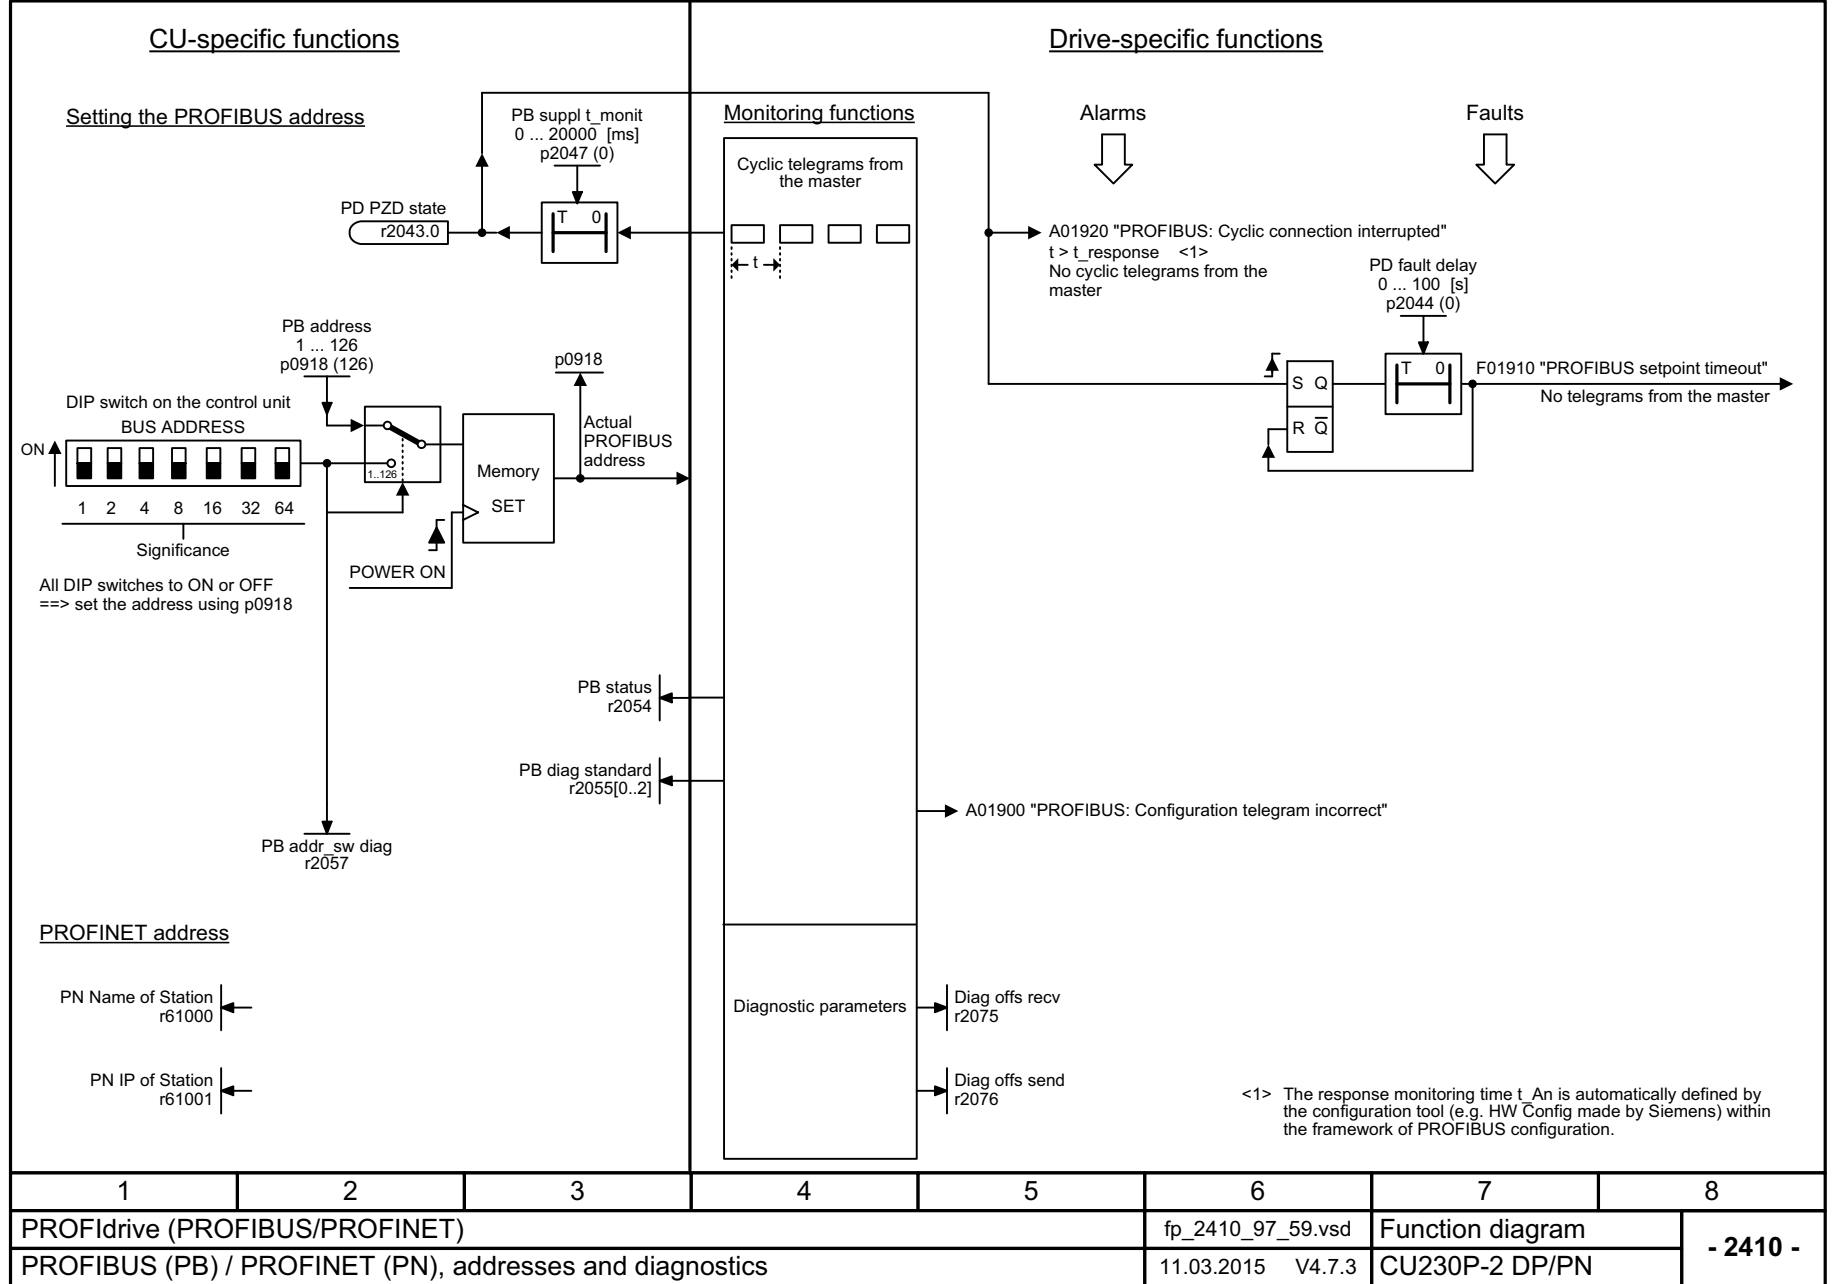 CU-specific functions
Drive-specific functions
Setting the PROFIBUS address
PB suppl t_monit
0 ... 20000 [ms]
p2047 (0)
Monitoring functions
Alarms
Faults
Cyclic telegrams from
the master
PD PZD state
r2043.0
T 0
t
A01920 "PROFIBUS: Cyclic connection interrupted"
t > t_response <1>
No cyclic telegrams from the
master
PD fault delay
0 ... 100 [s]
p2044 (0)
PB address
1 ... 126
p0918 (126)
p0918
DIP switch on the control unit
BUS ADDRESS
ON
1..126
Actual
PROFIBUS
address
Memory
SET
S Q
R Q̅
T 0
F01910 "PROFIBUS setpoint timeout"
No telegrams from the master
1 2 4 8 16 32 64
Significance
POWER ON
All DIP switches to ON or OFF
==> set the address using p0918
PB status
r2054
PB diag standard
r2055[0..2]
A01900 "PROFIBUS: Configuration telegram incorrect"
PB addr_sw diag
r2057
PROFINET address
PN Name of Station
r61000
Diagnostic parameters
Diag offs recv
r2075
PN IP of Station
r61001
Diag offs send
r2076
<1> The response monitoring time t_An is automatically defined by
the configuration tool (e.g. HW Config made by Siemens) within
the framework of PROFIBUS configuration.
1 2 3 4 5 6 7 8
PROFIdrive (PROFIBUS/PROFINET)
fp_2410_97_59.vsd
Function diagram
- 2410 -
PROFIBUS (PB) / PROFINET (PN), addresses and diagnostics
11.03.2015 V4.7.3
CU230P-2 DP/PN